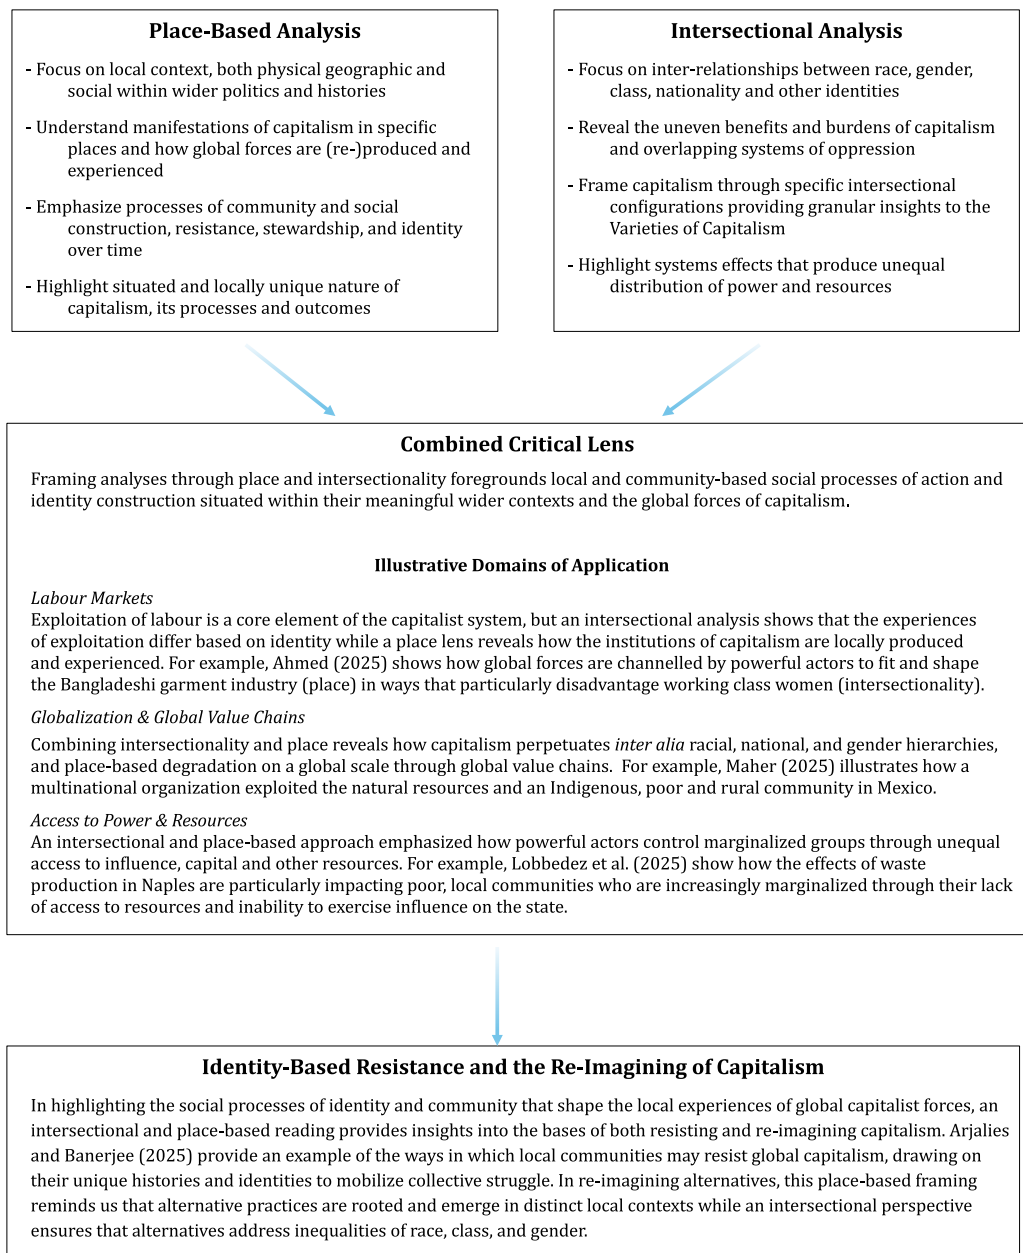 Place-Based Analysis
- Focus on local context, both physical geographic and
social within wider politics and histories
- Understand manifestations of capitalism in specific
places and how global forces are (re-)produced and
experienced
- Emphasize processes of community and social
construction, resistance, stewardship, and identity
over time
- Highlight situated and locally unique nature of
capitalism, its processes and outcomes
Intersectional Analysis
- Focus on inter-relationships between race, gender,
class, nationality and other identities
- Reveal the uneven benefits and burdens of capitalism
and overlapping systems of oppression
- Frame capitalism through specific intersectional
configurations providing granular insights to the
Varieties of Capitalism
- Highlight systems effects that produce unequal
distribution of power and resources
Combined Critical Lens
Framing analyses through place and intersectionality foregrounds local and community-based social processes of action and
identity construction situated within their meaningful wider contexts and the global forces of capitalism.
Illustrative Domains of Application
Labour Markets
Exploitation of labour is a core element of the capitalist system, but an intersectional analysis shows that the experiences
of exploitation differ based on identity while a place lens reveals how the institutions of capitalism are locally produced
and experienced. For example, Ahmed (2025) shows how global forces are channelled by powerful actors to fit and shape
the Bangladeshi garment industry (place) in ways that particularly disadvantage working class women (intersectionality).
Globalization & Global Value Chains
Combining intersectionality and place reveals how capitalism perpetuates inter alia racial, national, and gender hierarchies,
and place-based degradation on a global scale through global value chains. For example, Maher (2025) illustrates how a
multinational organization exploited the natural resources and an Indigenous, poor and rural community in Mexico.
Access to Power & Resources
An intersectional and place-based approach emphasized how powerful actors control marginalized groups through unequal
access to influence, capital and other resources. For example, Lobbedez et al. (2025) show how the effects of waste
production in Naples are particularly impacting poor, local communities who are increasingly marginalized through their lack
of access to resources and inability to exercise influence on the state.
Identity-Based Resistance and the Re-Imagining of Capitalism
In highlighting the social processes of identity and community that shape the local experiences of global capitalist forces, an
intersectional and place-based reading provides insights into the bases of both resisting and re-imagining capitalism. Arjalies
and Banerjee (2025) provide an example of the ways in which local communities may resist global capitalism, drawing on
their unique histories and identities to mobilize collective struggle. In re-imagining alternatives, this place-based framing
reminds us that alternative practices are rooted and emerge in distinct local contexts while an intersectional perspective
ensures that alternatives address inequalities of race, class, and gender.